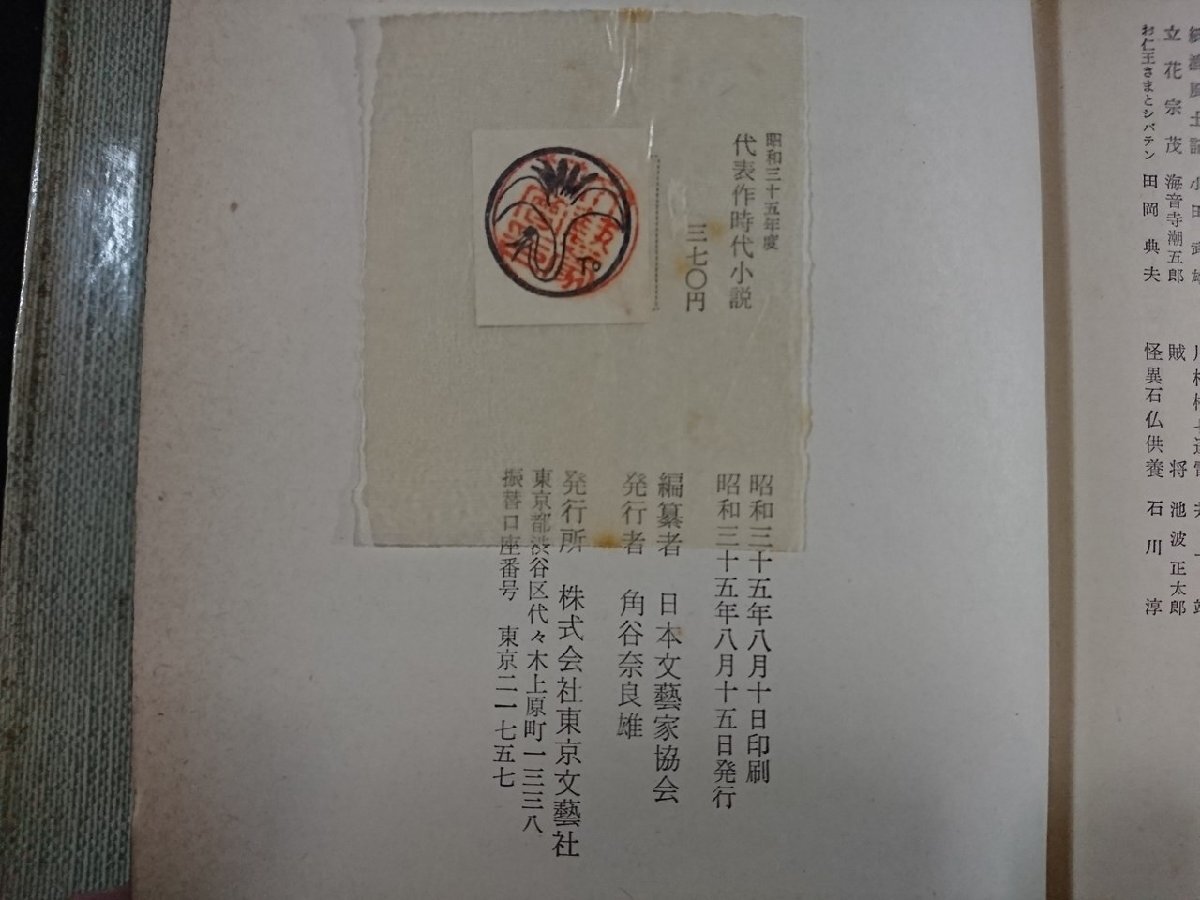 立花宗茂 海音寺潮五郎
お仁王さまとシバテン 田岡典夫
賊将 池波正太郎
怪異石仏供養 石川淳
昭和三十五年度
代表作時代小説
三七〇円
昭和三十五年八月十日印刷
昭和三十五年八月十五日発行
編纂者 日本文藝家協会
発行者 角谷奈良雄
発行所 株式会社東京文藝社
東京都渋谷区代々木上原町一三三八
振替口座番号 東京二一七五七